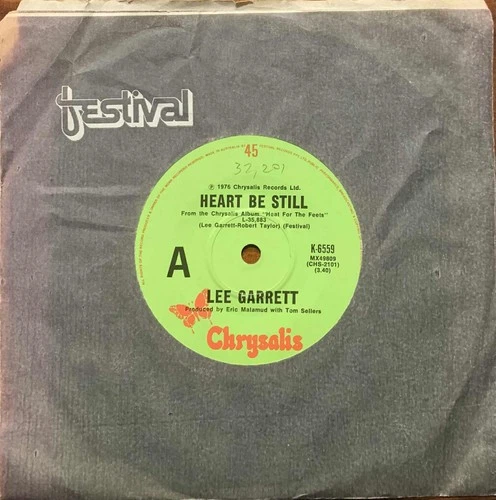 Festival
45
32,201
℗ 1976 Chrysalis Records Ltd.
HEART BE STILL
From the Chrysalis Album "Heat For The Feets"
L-35,883
(Lee Garrett-Robert Taylor) (Festival)
A
K-6559
MX49809
(CHS-2101)
(3.40)
LEE GARRETT
Produced by Eric Malamud with Tom Sellers
Chrysalis